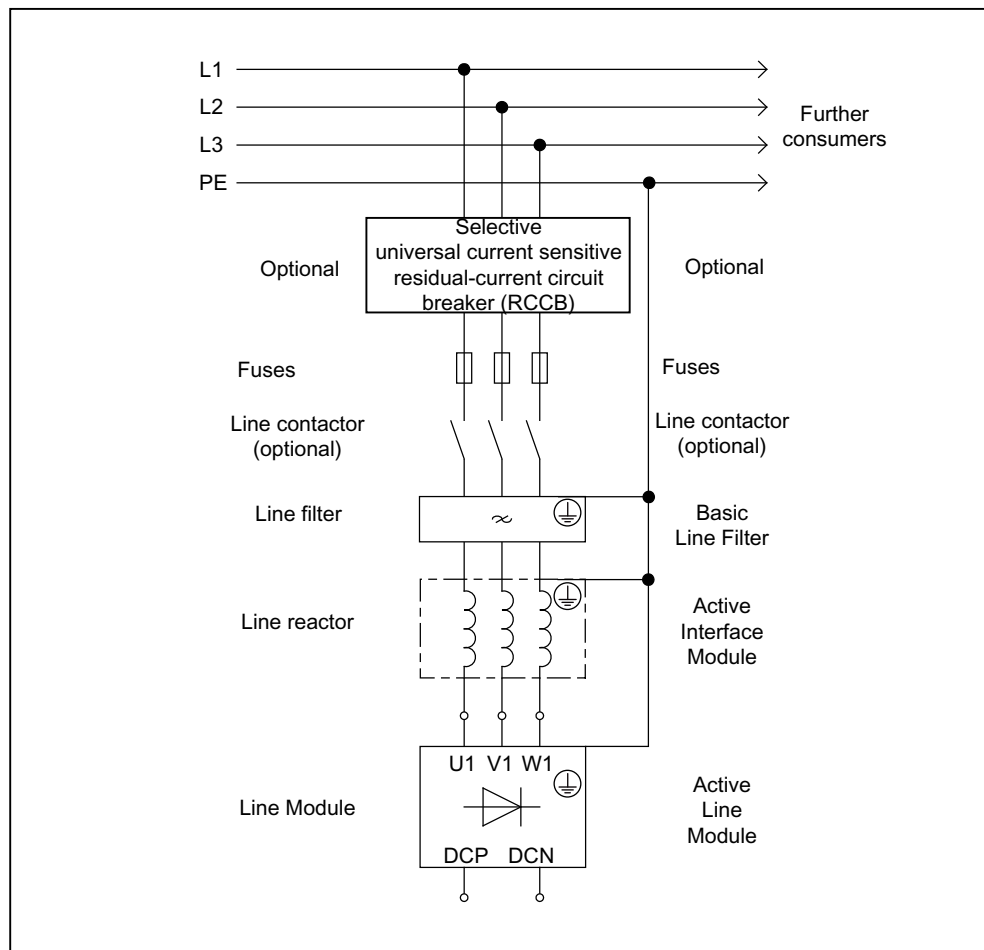 L1
L2
L3
PE
Further
consumers
Selective
universal current sensitive
residual-current circuit
breaker (RCCB)
Optional
Optional
Fuses
Fuses
Line contactor
(optional)
Line contactor
(optional)
Line filter
Basic
Line Filter
Line reactor
Active
Interface
Module
U1 V1 W1
Line Module
Active
Line
Module
DCP DCN